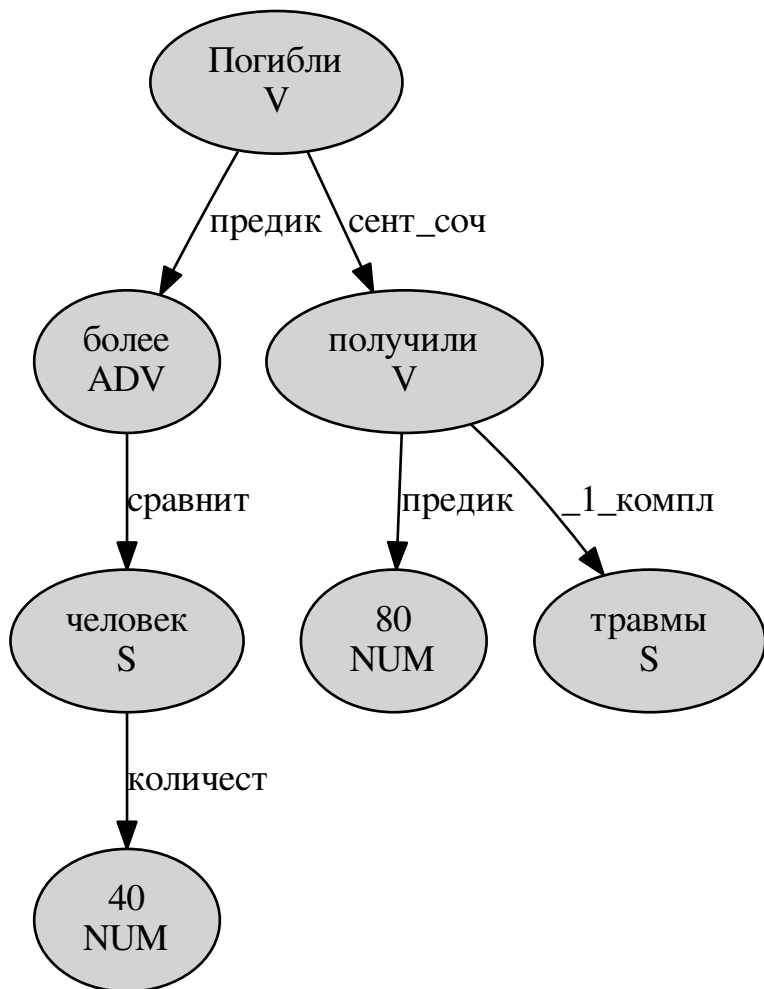 Погибли
V
предик
сент_соч
более
ADV
получили
V
сравнит
предик
_1_компл
человек
S
80
NUM
травмы
S
количест
40
NUM